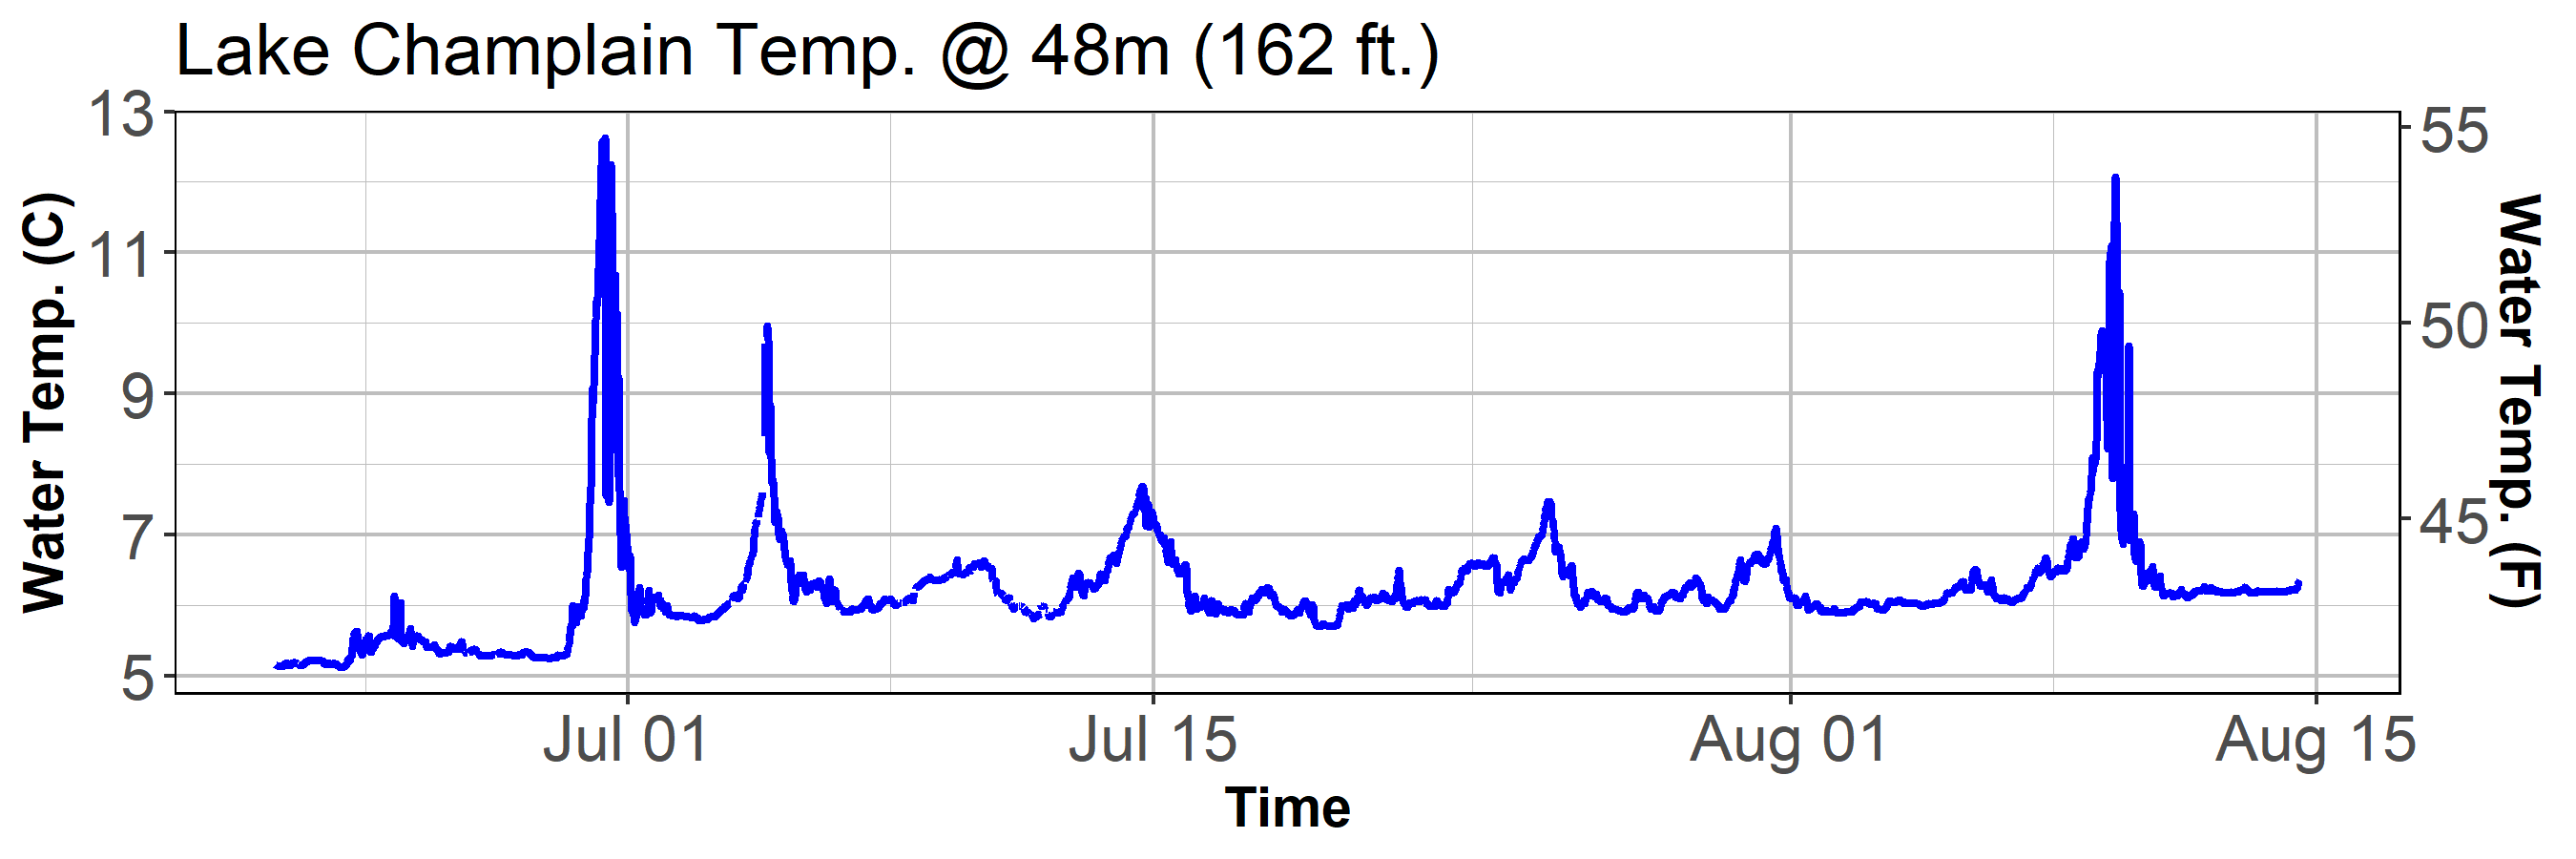 Lake Champlain Temp. @ 48m (162 ft.)
Water Temp. (C)
13
11
9
7
5
55
50
45
Water Temp. (F)
Jul 01
Jul 15
Aug 01
Aug 15
Time